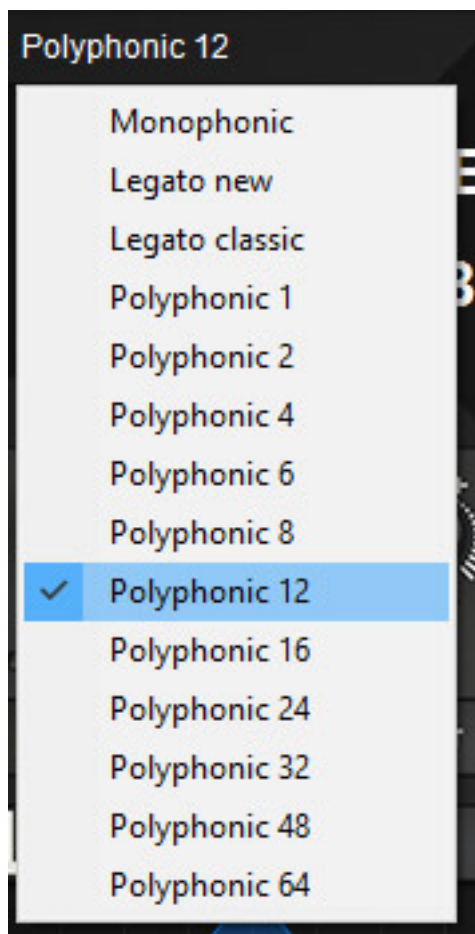 Polyphonic 12
Monophonic
Legato new
Legato classic
Polyphonic 1
Polyphonic 2
Polyphonic 4
Polyphonic 6
Polyphonic 8
Polyphonic 12
Polyphonic 16
Polyphonic 24
Polyphonic 32
Polyphonic 48
Polyphonic 64